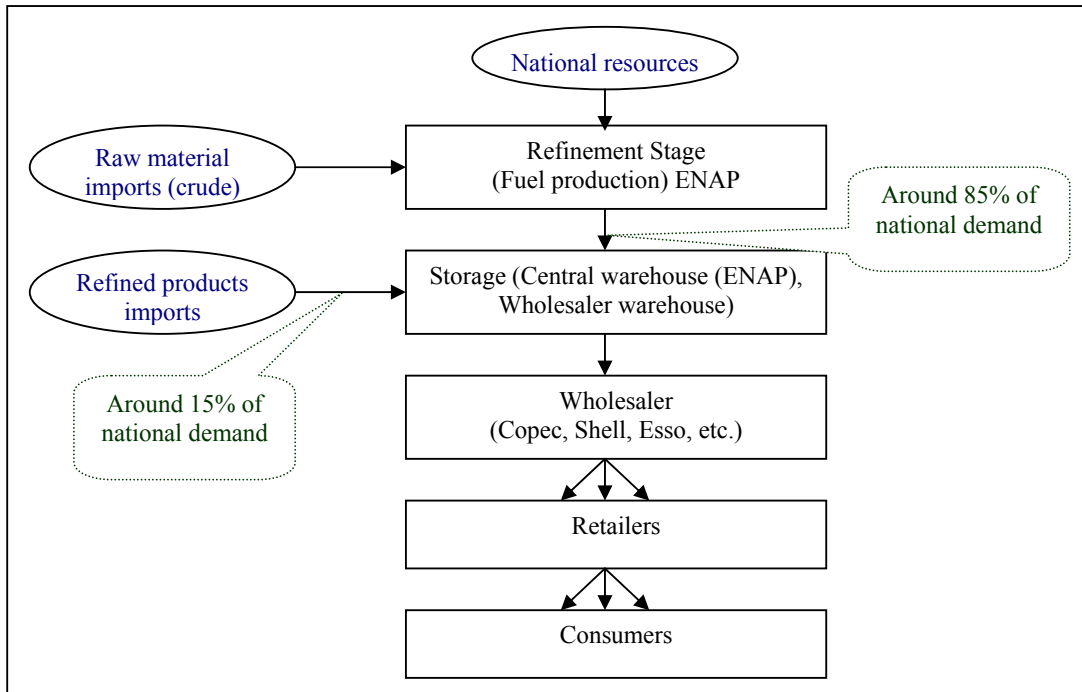 National resources
Raw material
imports (crude)
Refinement Stage
(Fuel production) ENAP
Around 85% of
national demand
Refined products
imports
Storage (Central warehouse (ENAP),
Wholesaler warehouse)
Around 15% of
national demand
Wholesaler
(Copec, Shell, Esso, etc.)
Retailers
Consumers